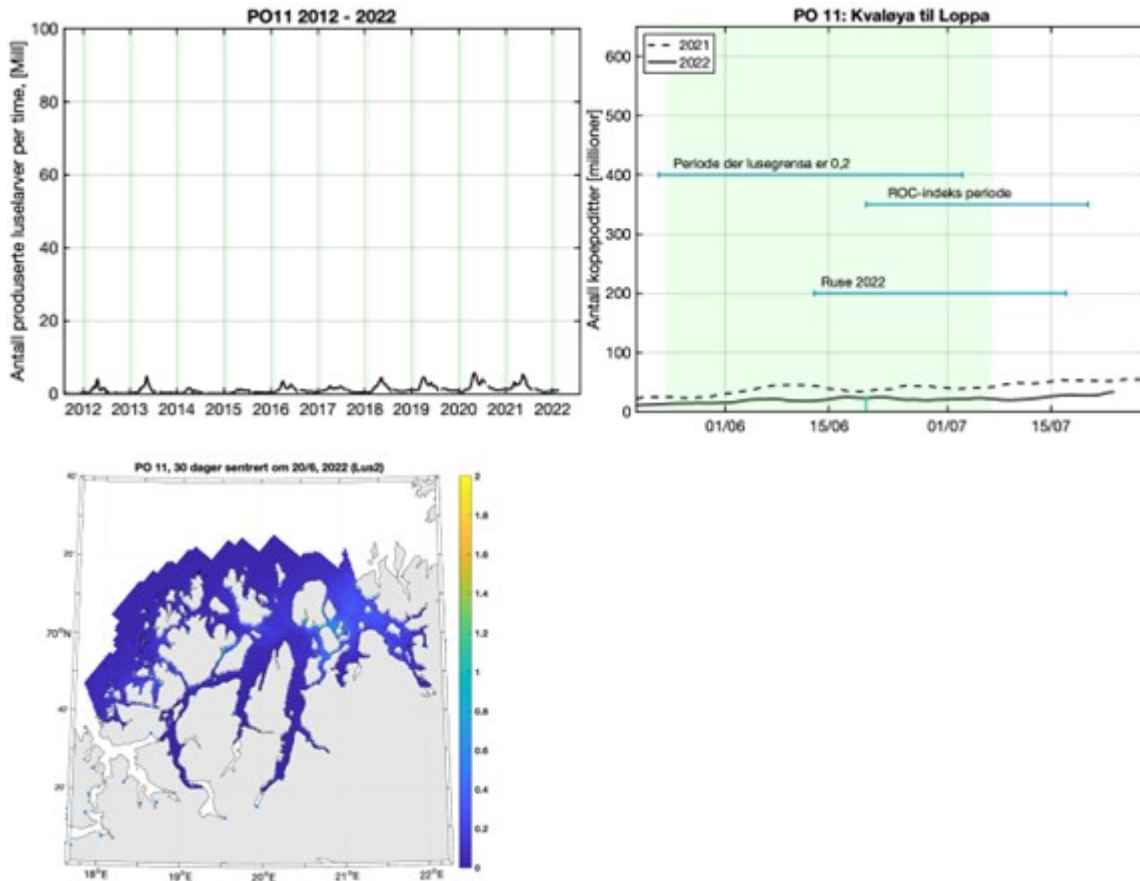 PO11 2012 - 2022
Antall produserte luselarver per time, [Mill]
100
80
60
40
20
0
2012 2013 2014 2015 2016 2017 2018 2019 2020 2021 2022
PO 11: Kvaløya til Loppa
2021
2022
Antall kopepoditter [millioner]
600
500
400
300
200
100
0
Periode der lusegrensa er 0,2
ROC-indeks periode
Ruse 2022
01/06 15/06 01/07 15/07
PO 11, 30 dager sentrert om 20/6, 2022 (Lus2)
40'
20'
70°N
40'
20'
18°E 19°E 20°E 21°E 22°E
2
1.8
1.6
1.4
1.2
1
0.8
0.6
0.4
0.2
0